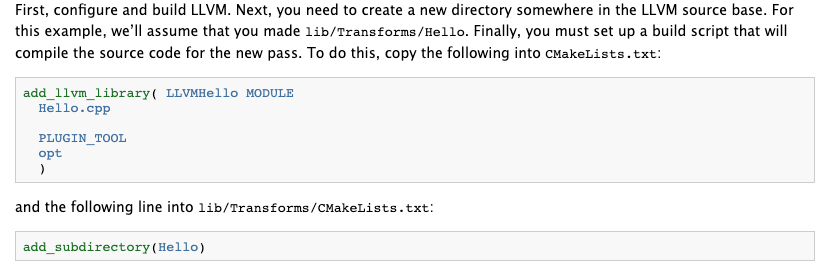 First, configure and build LLVM. Next, you need to create a new directory somewhere in the LLVM source base. For
this example, we’ll assume that you made lib/Transforms/Hello. Finally, you must set up a build script that will
compile the source code for the new pass. To do this, copy the following into CMakeLists.txt:
add_llvm_library( LLVMHello MODULE
  Hello.cpp

  PLUGIN_TOOL
  opt
  )
and the following line into lib/Transforms/CMakeLists.txt:
add_subdirectory(Hello)